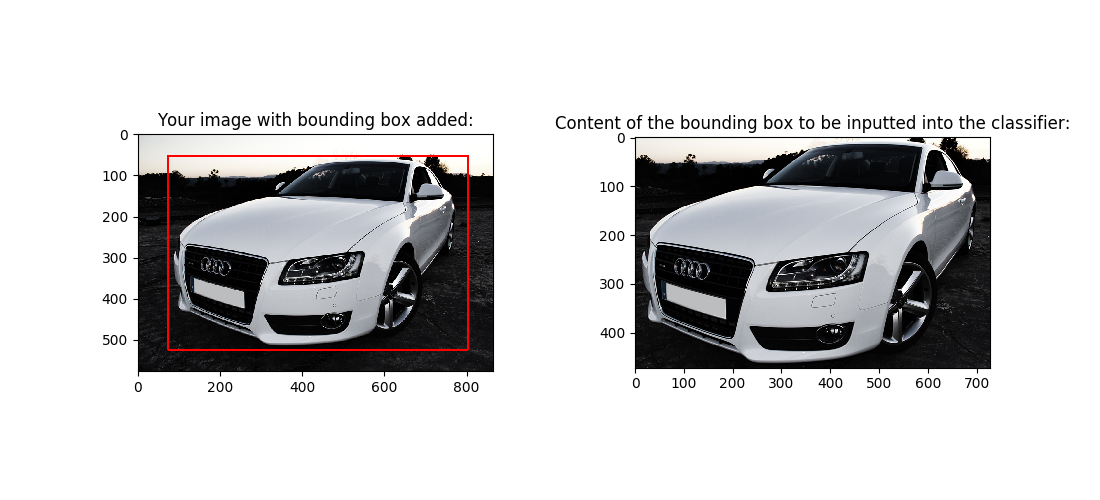 Your image with bounding box added:
0
100
200
300
400
500
0 200 400 600 800
Content of the bounding box to be inputted into the classifier:
0
100
200
300
400
0 100 200 300 400 500 600 700